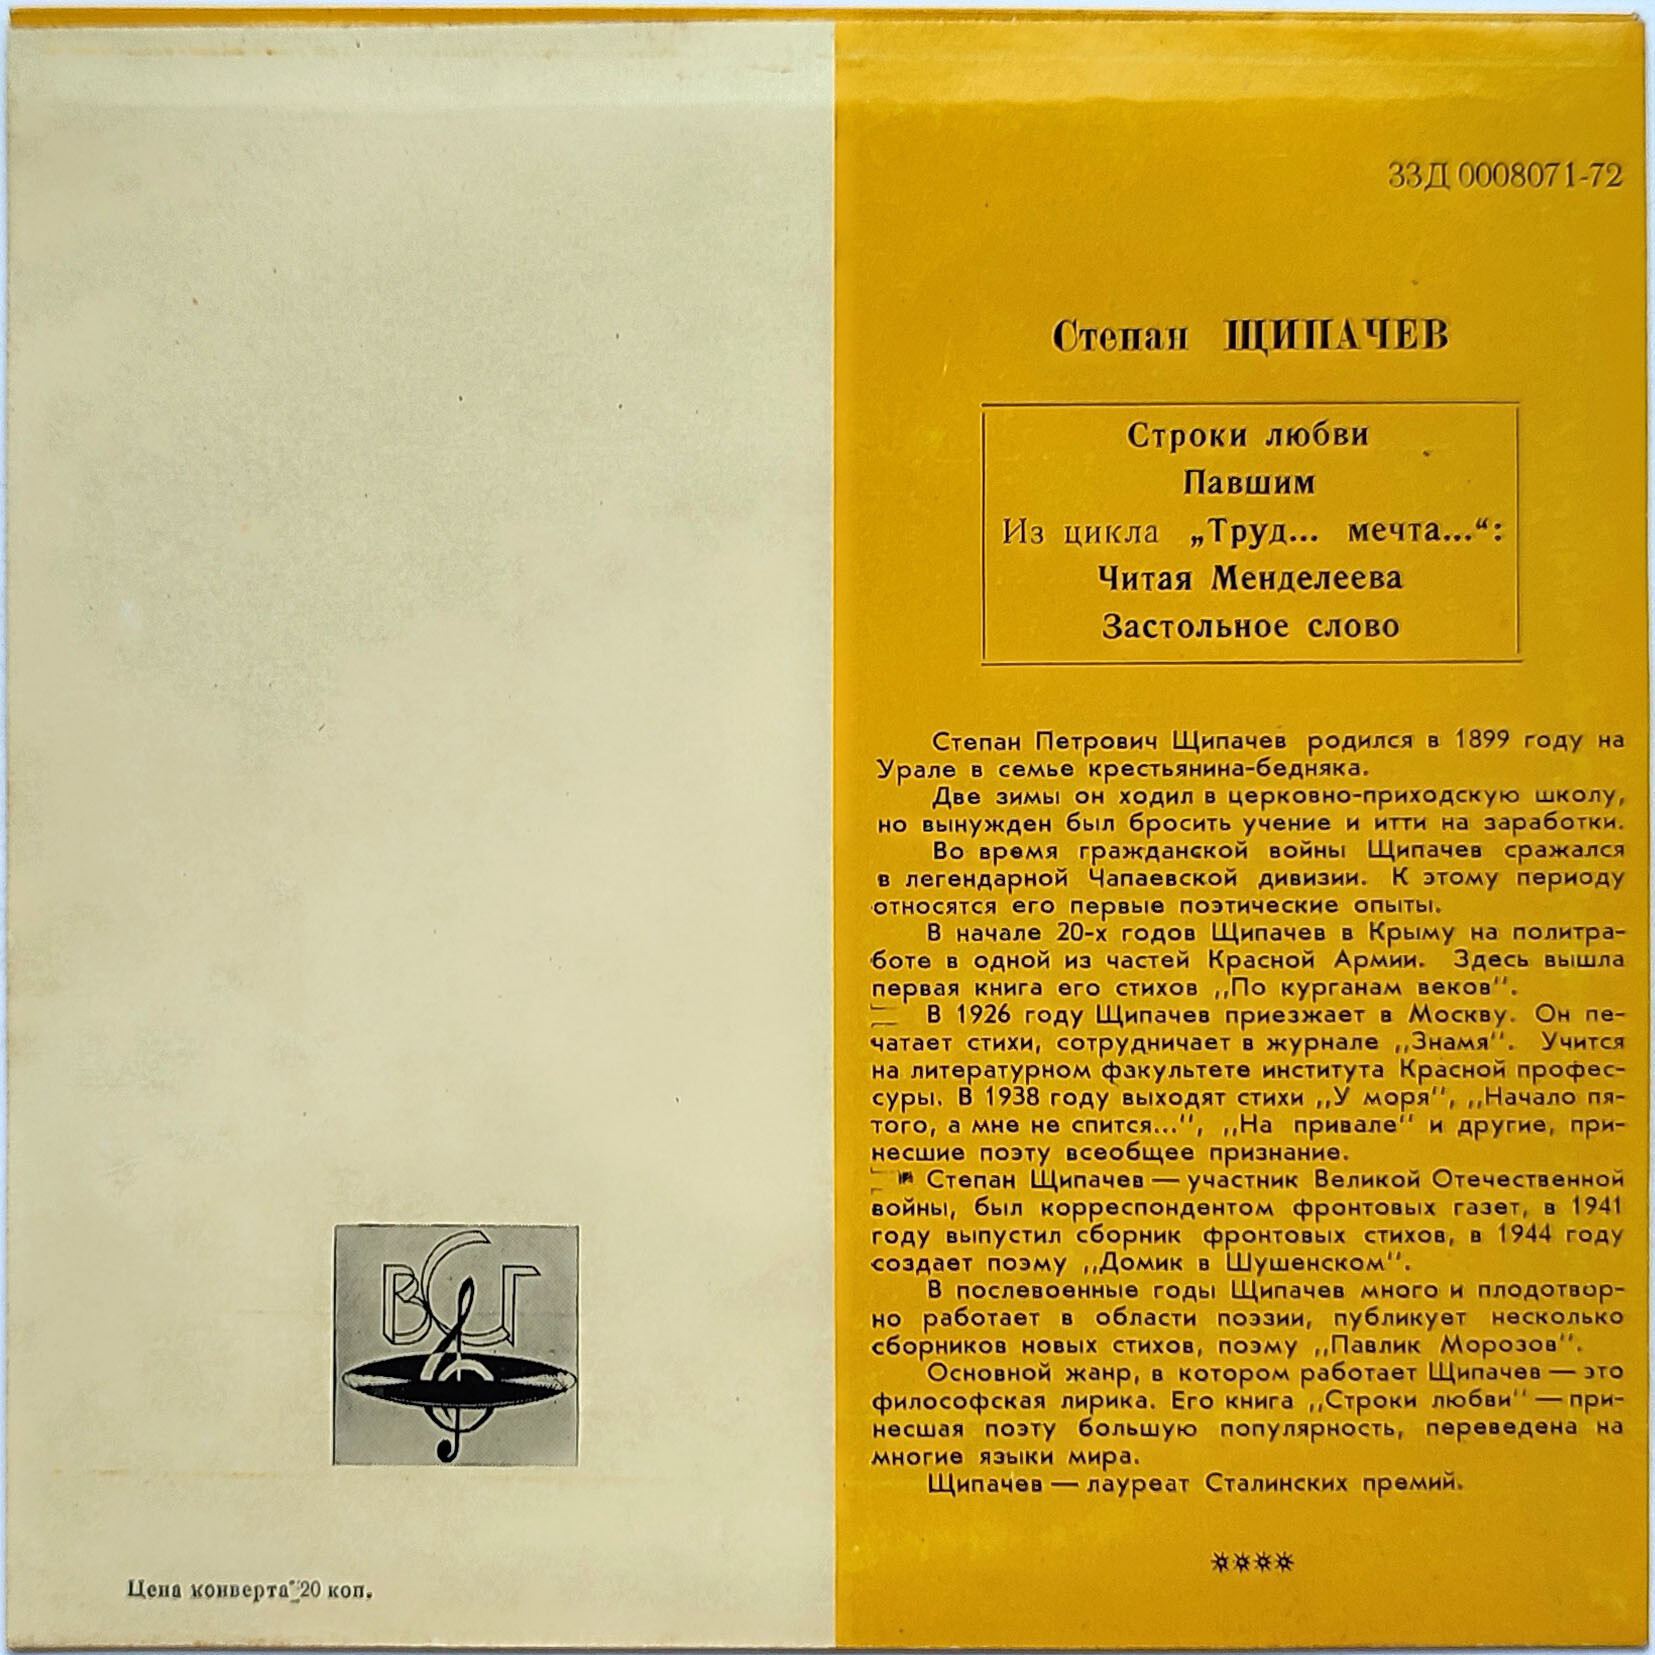 33Д 0008071-72
Степан ЩИПАЧЕВ
Строки любви
Павшим
Из цикла „Труд... мечта...“:
Читая Менделеева
Застольное слово
Степан Петрович Щипачев родился в 1899 году на
Урале в семье крестьянина-бедняка.
Две зимы он ходил в церковно-приходскую школу,
но вынужден был бросить учение и итти на заработки.
Во время гражданской войны Щипачев сражался
в легендарной Чапаевской дивизии. К этому периоду
относятся его первые поэтические опыты.
В начале 20-х годов Щипачев в Крыму на политра-
боте в одной из частей Красной Армии. Здесь вышла
первая книга его стихов ,,По курганам веков''.
В 1926 году Щипачев приезжает в Москву. Он пе-
чатает стихи, сотрудничает в журнале ,,Знамя''. Учится
на литературном факультете института Красной профес-
суры. В 1938 году выходят стихи ,,У моря'', ,,Начало пя-
того, а мне не спится...'', ,,На привале'' и другие, при-
несшие поэту всеобщее признание.
Степан Щипачев — участник Великой Отечественной
войны, был корреспондентом фронтовых газет, в 1941
году выпустил сборник фронтовых стихов, в 1944 году
создает поэму ,,Домик в Шушенском''.
В послевоенные годы Щипачев много и плодотвор-
но работает в области поэзии, публикует несколько
сборников новых стихов, поэму ,,Павлик Морозов''.
Основной жанр, в котором работает Щипачев — это
философская лирика. Его книга ,,Строки любви'' — при-
несшая поэту большую популярность, переведена на
многие языки мира.
Щипачев — лауреат Сталинских премий.
ВСГ
Цена конверта 20 коп.